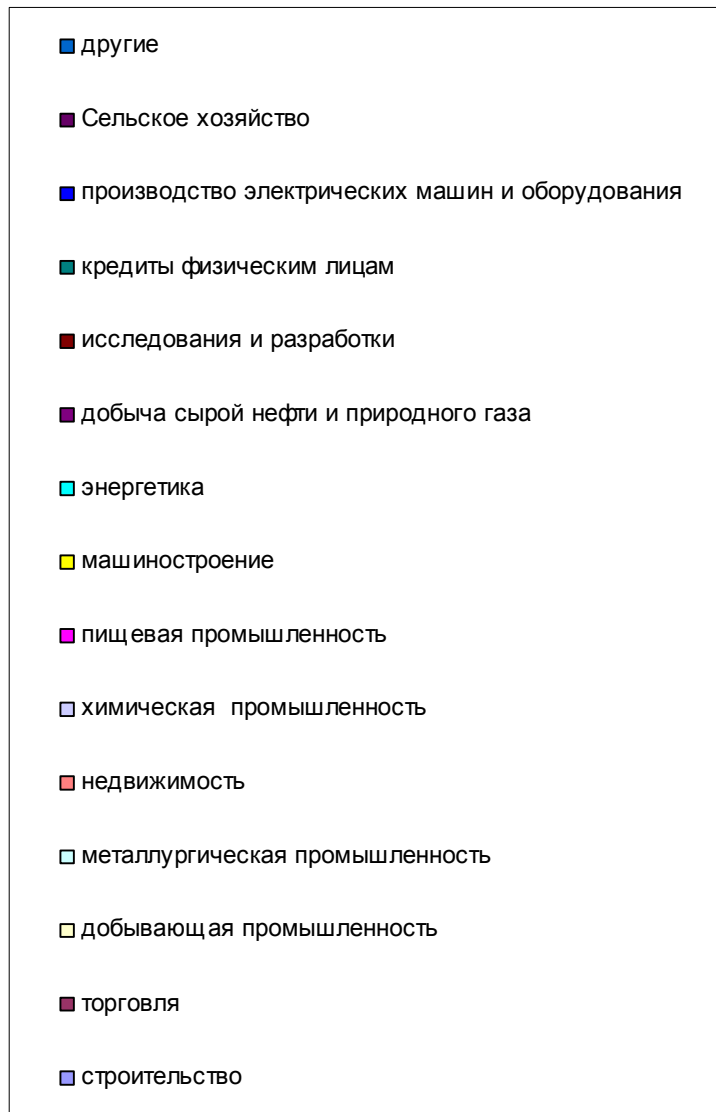 другие
Сельское хозяйство
производство электрических машин и оборудования
кредиты физическим лицам
исследования и разработки
добыча сырой нефти и природного газа
энергетика
машиностроение
пищевая промышленность
химическая промышленность
недвижимость
металлургическая промышленность
добывающая промышленность
торговля
строительство